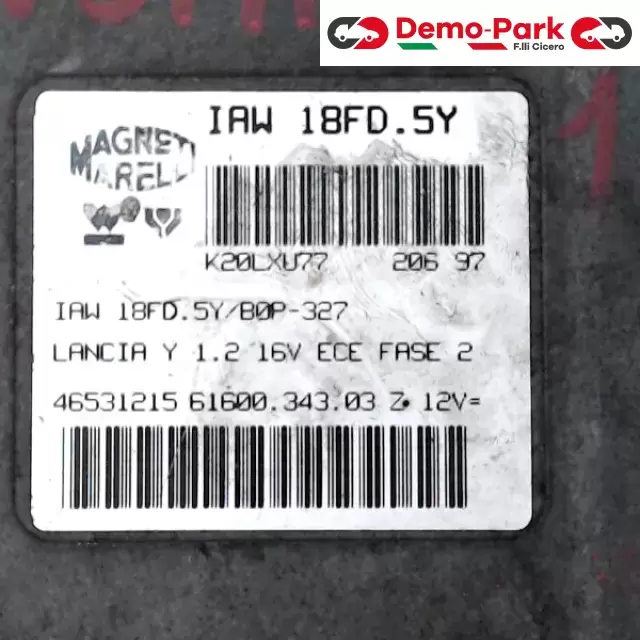 Demo-Park
F.lli Cicero
IAW 18FD.5Y
MAGNETI
MARELLI
K20LXU77 206 97
IAW 18FD.5Y/B0P-327
LANCIA Y 1.2 16V ECE FASE 2
46531215 61600.343.03 Z. 12V=
1